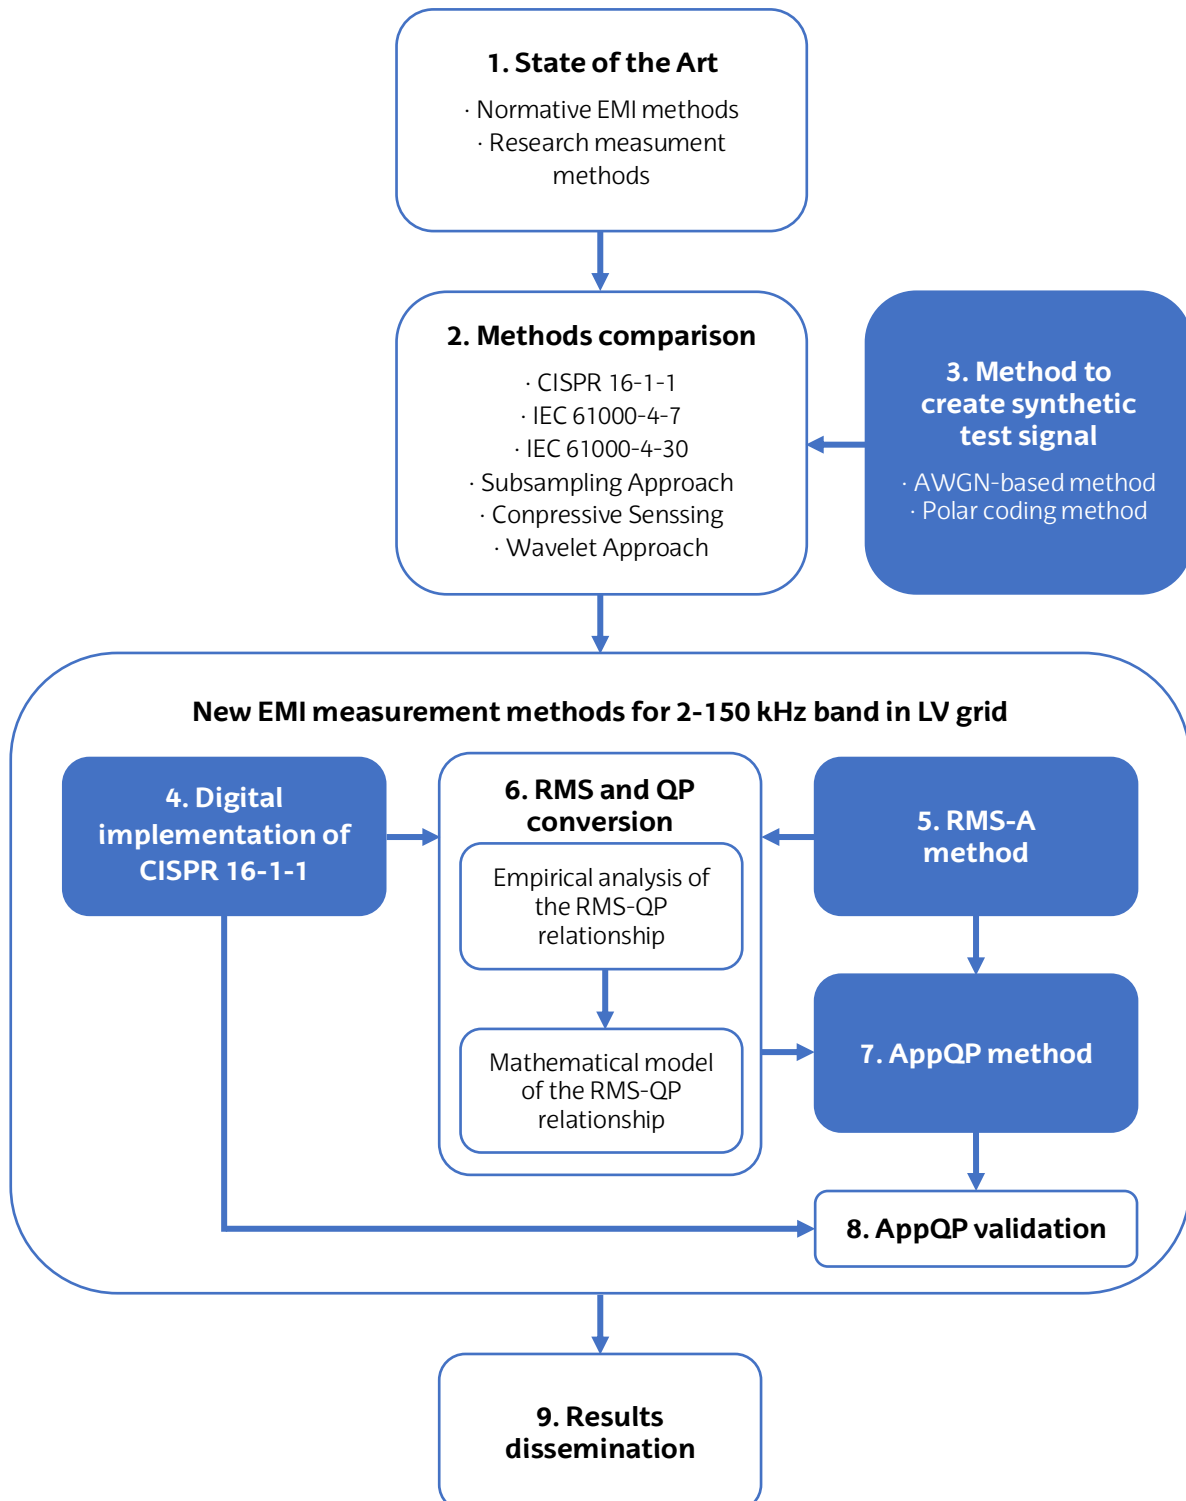 1. State of the Art
· Normative EMI methods
· Research measument
methods
2. Methods comparison
· CISPR 16-1-1
· IEC 61000-4-7
· IEC 61000-4-30
· Subsampling Approach
· Conpressive Senssing
· Wavelet Approach
3. Method to
create synthetic
test signal
· AWGN-based method
· Polar coding method
New EMI measurement methods for 2-150 kHz band in LV grid
4. Digital
implementation of
CISPR 16-1-1
6. RMS and QP
conversion
Empirical analysis of
the RMS-QP
relationship
Mathematical model
of the RMS-QP
relationship
5. RMS-A
method
7. AppQP method
8. AppQP validation
9. Results
dissemination